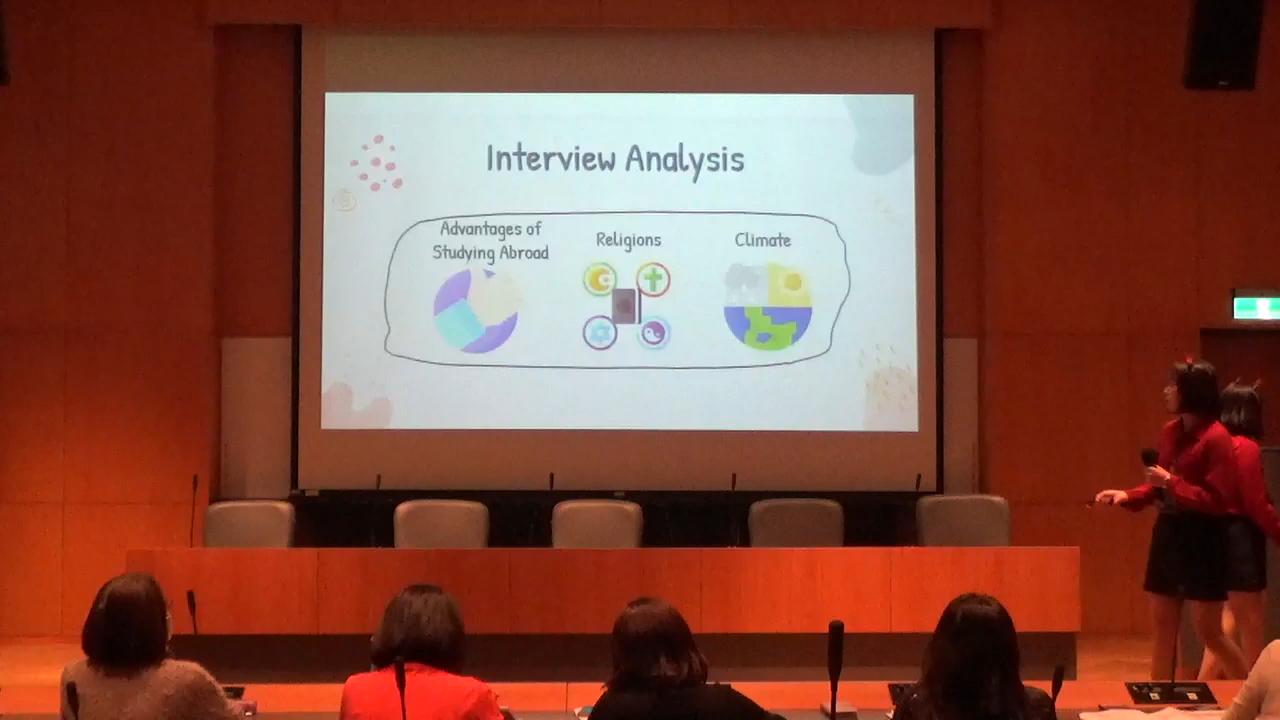 Interview Analysis
Advantages of
Studying Abroad
Religions
Climate